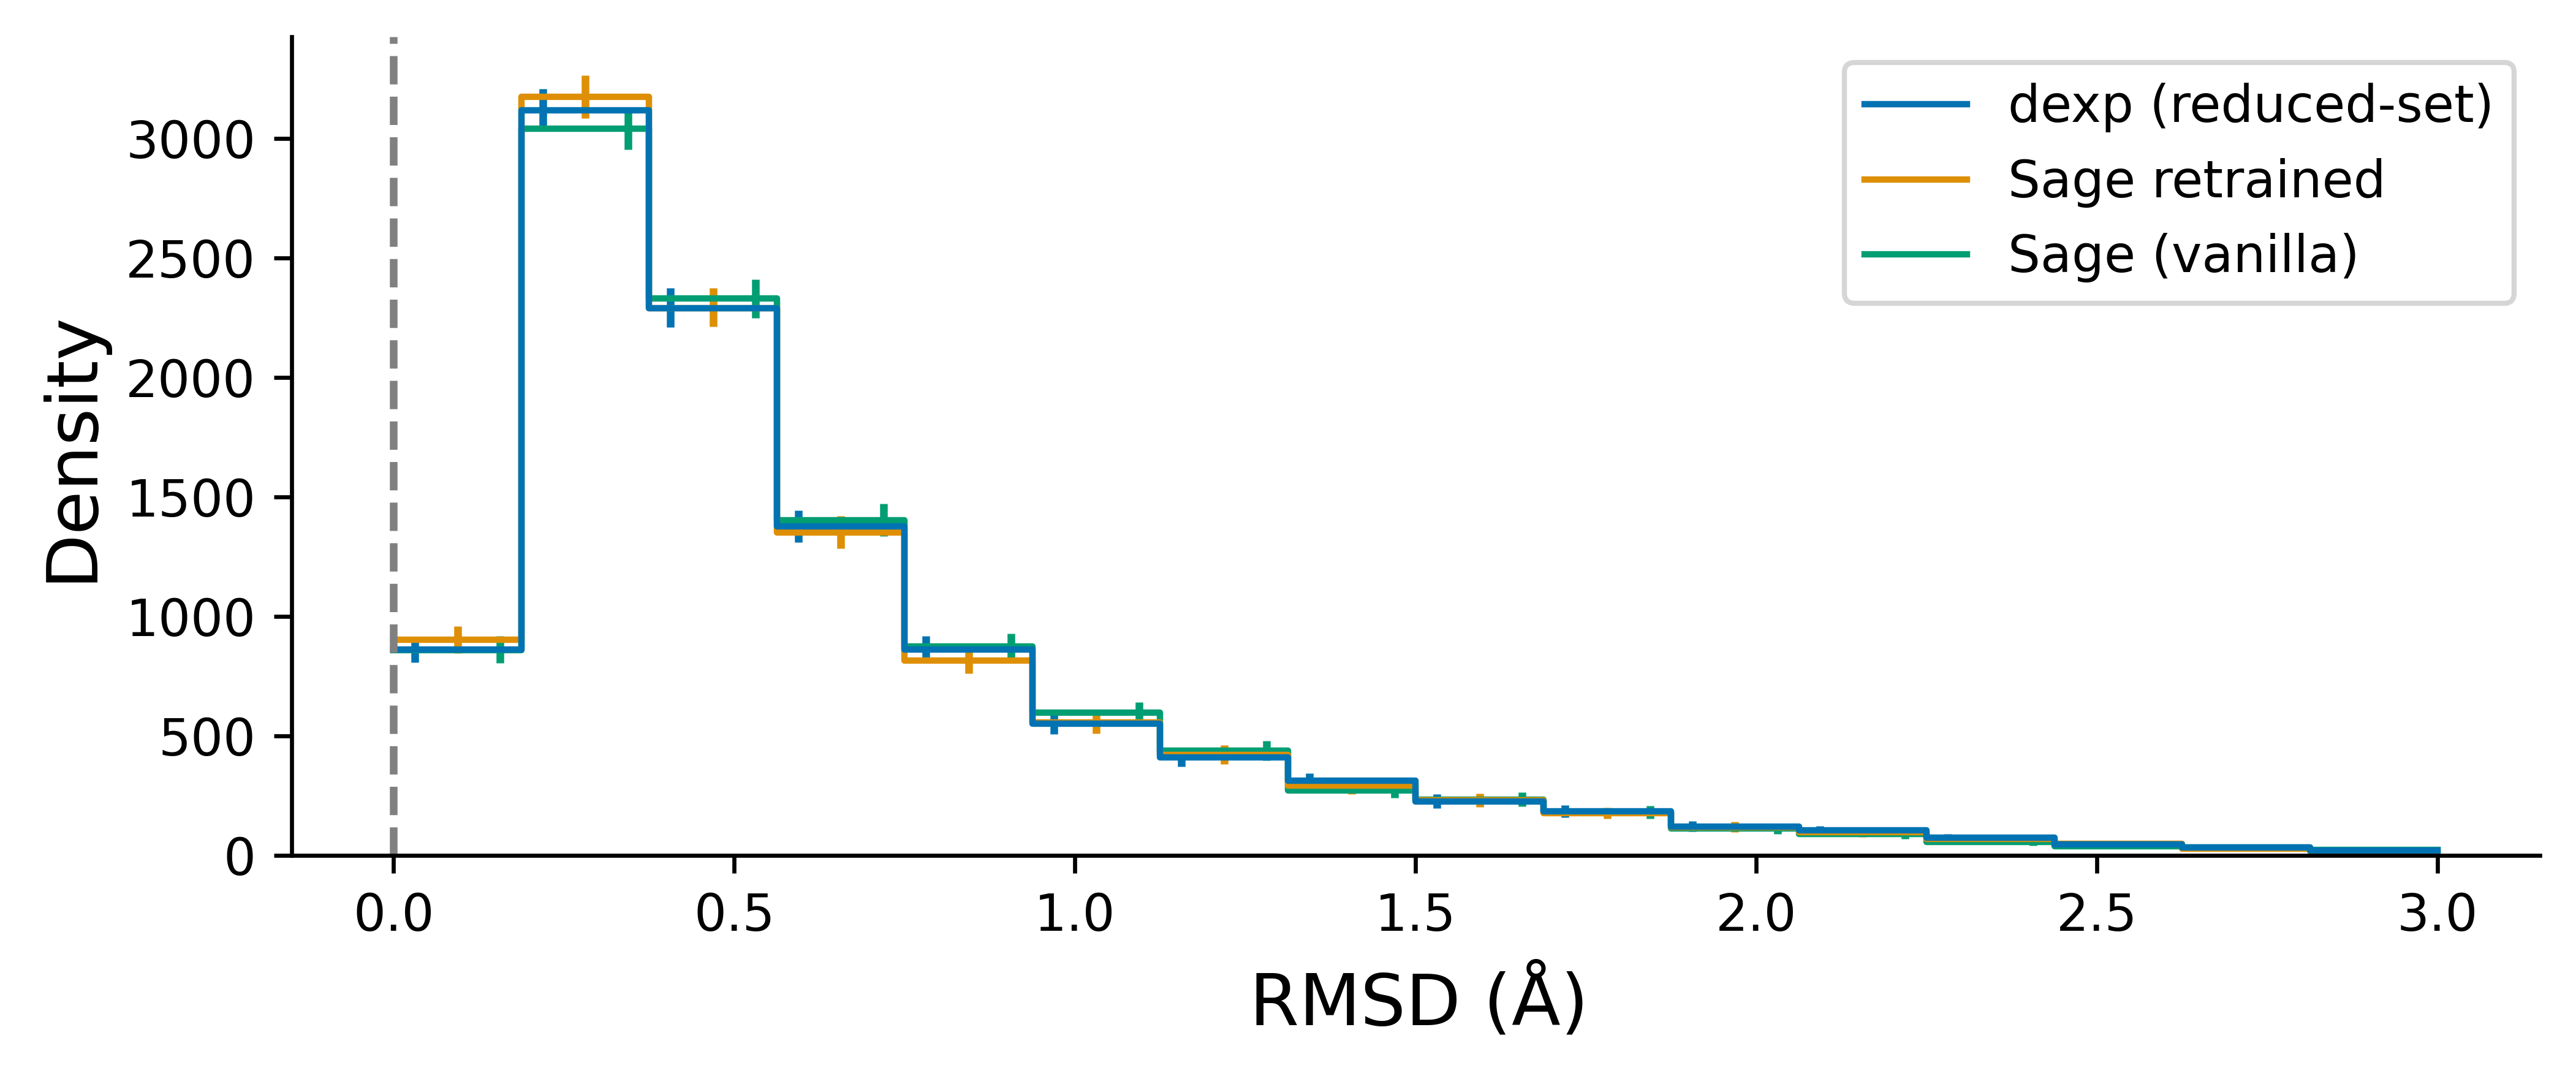 Density
3000
2500
2000
1500
1000
500
0
0.0
0.5
1.0
1.5
2.0
2.5
3.0
RMSD (Å)
dexp (reduced-set)
Sage retrained
Sage (vanilla)